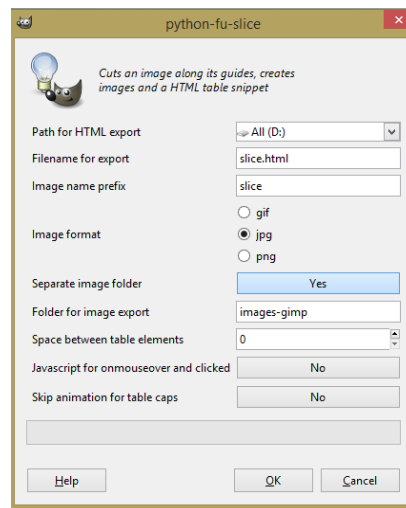 python-fu-slice
Cuts an image along its guides, creates
images and a HTML table
snippet
Path for HTML export
All (D:)
Filename for export
slice.html
Image name prefix
slice
Image format
gif
jpg
png
Separate image folder
Yes
Folder for image export
images-gimp
Space between table elements
0
Javascript for onmouseover and clicked
No
Skip animation for table caps
No
Help
OK
Cancel